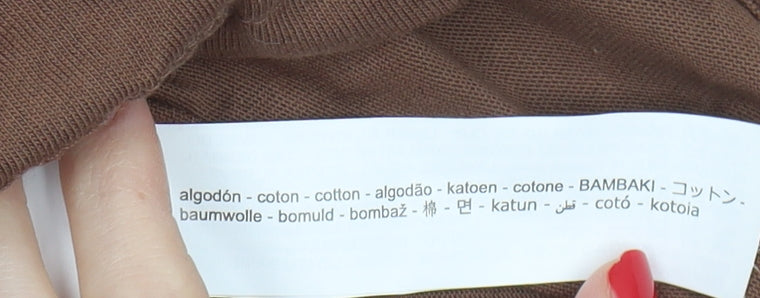 algodón - coton - cotton - algodão - katoen - cotone - BAMBAKI - コットン -
baumwolle - bomuld - bombaž - 棉 - 면 - katun - قطن - cotó - kotoia